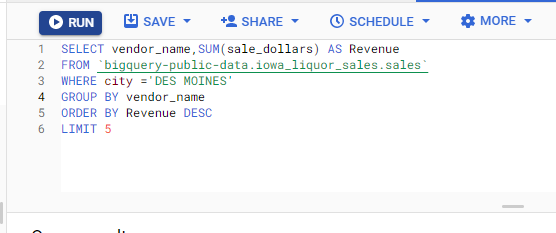 RUN SAVE SHARE SCHEDULE MORE
1 SELECT vendor_name,SUM(sale_dollars) AS Revenue
2 FROM `bigquery-public-data.iowa_liquor_sales.sales`
3 WHERE city ='DES MOINES'
4 GROUP BY vendor_name
5 ORDER BY Revenue DESC
6 LIMIT 5